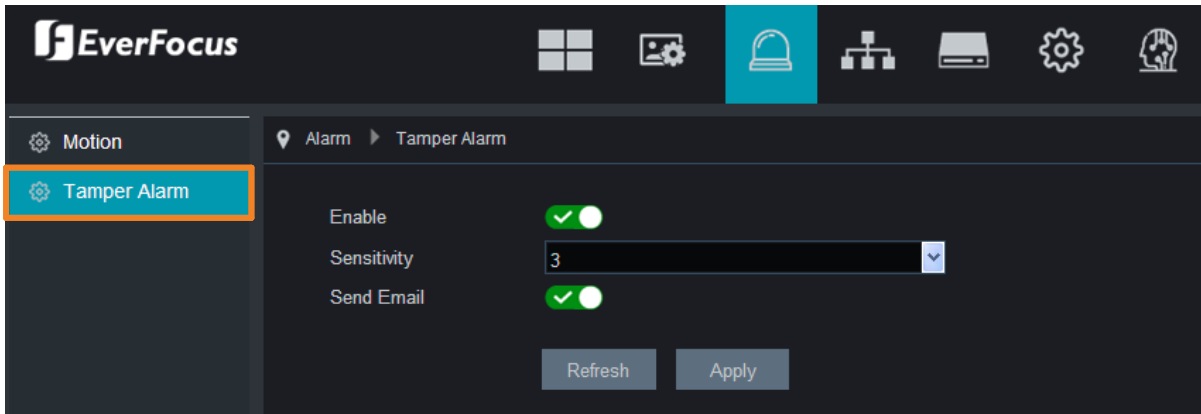 EverFocus
Motion
Tamper Alarm
Alarm Tamper Alarm
Enable
Sensitivity 3
Send Email
Refresh Apply